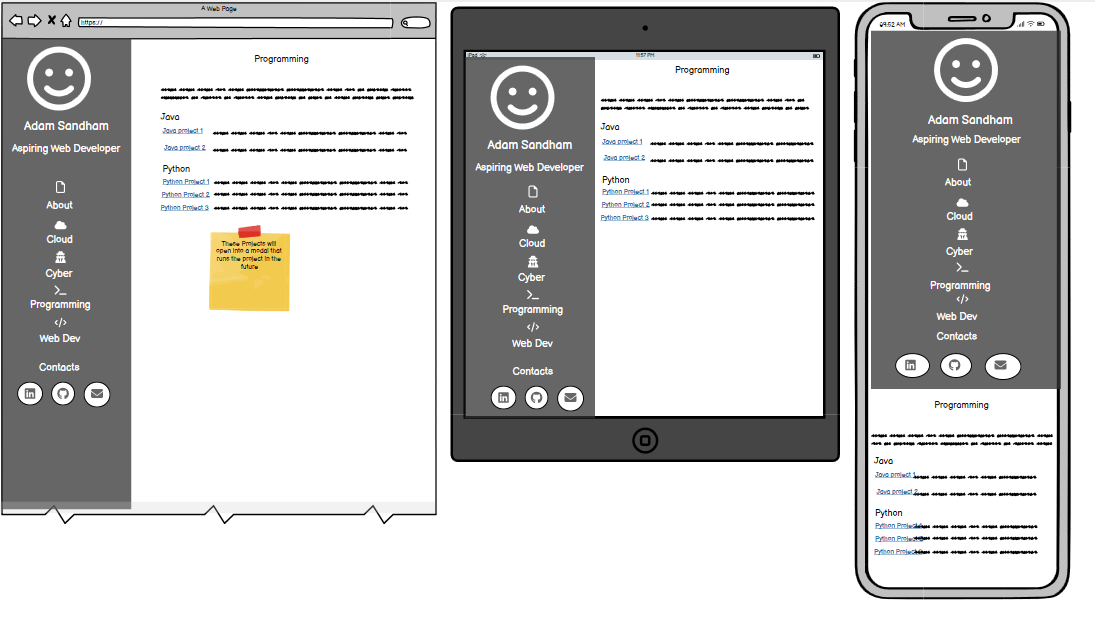 A Web Page
https://
Adam Sandham
Aspiring Web Developer
About
Cloud
Cyber
Programming
Web Dev
Contacts
Programming
Java
Java project 1
Java project 2
Python
Python Project 1
Python Project 2
Python Project 3
These Projects will
open into a modal that
runs the project in the
future
iPad
11:57 PM
Adam Sandham
Aspiring Web Developer
About
Cloud
Cyber
Programming
Web Dev
Contacts
Programming
Java
Java project 1
Java project 2
Python
Python Project 1
Python Project 2
Python Project 3
09:52 AM
Adam Sandham
Aspiring Web Developer
About
Cloud
Cyber
Programming
Web Dev
Contacts
Programming
Java
Java project 1
Java project 2
Python
Python Project
Python Project
Python Project